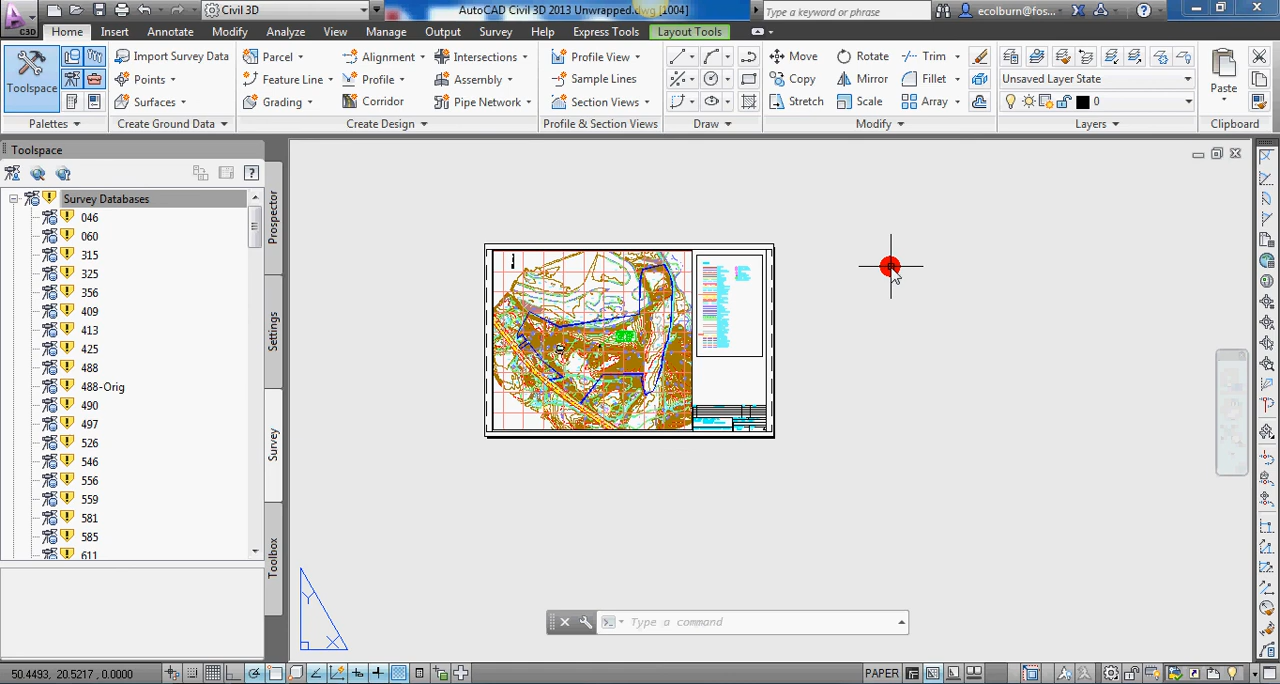 Civil 3D
AutoCAD Civil 3D 2013 Unwrapped.dwg [1004]
Type a keyword or phrase
ecolburn@fos...
C3D
Home Insert Annotate Modify Analyze View Manage Output Survey Help Express Tools Layout Tools
Toolspace
Import Survey Data
Points
Surfaces
Parcel
Feature Line
Grading
Alignment
Profile
Corridor
Intersections
Assembly
Pipe Network
Profile View
Sample Lines
Section Views
Move
Copy
Stretch
Rotate
Mirror
Scale
Trim
Fillet
Array
Unsaved Layer State
0
Paste
Palettes
Create Ground Data
Create Design
Profile & Section Views
Draw
Modify
Layers
Clipboard
Toolspace
Survey Databases
046
060
315
325
356
409
413
425
488
488-Orig
490
497
526
546
556
559
581
585
611
Prospector
Settings
Survey
Toolbox
Y
X
Type a command
50.4493, 20.5217, 0.0000
PAPER